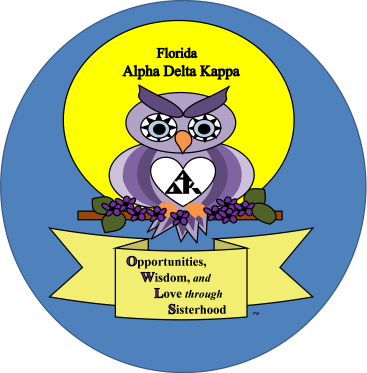 Florida
Alpha Delta Kappa
Opportunities,
Wisdom, and
Love through
Sisterhood